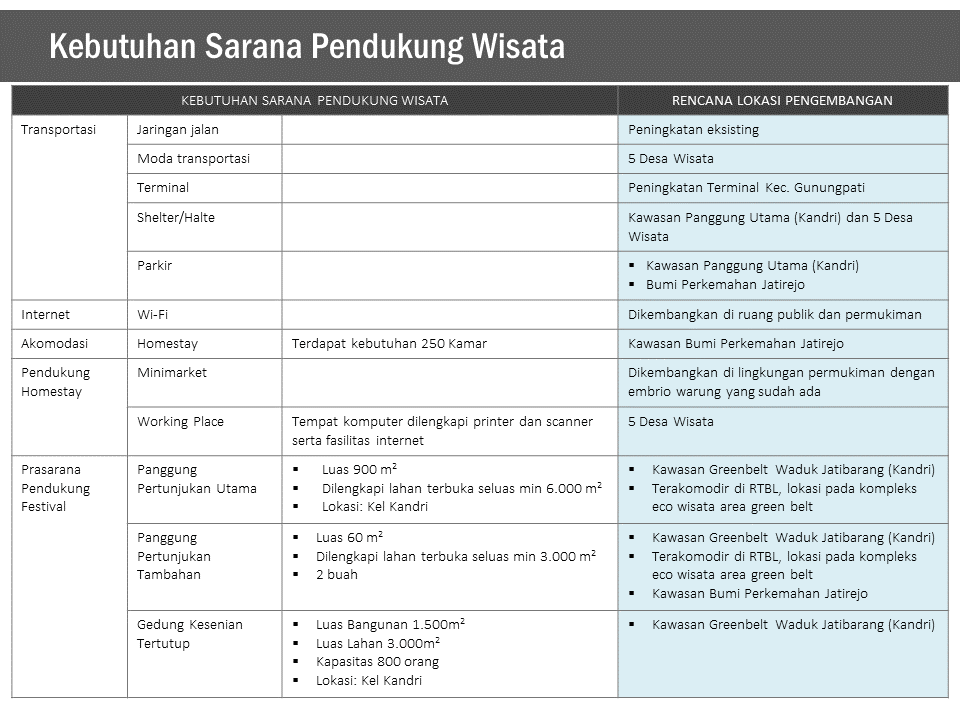 Kebutuhan Sarana Pendukung Wisata
KEBUTUHAN SARANA PENDUKUNG WISATA
RENCANA LOKASI PENGEMBANGAN
Transportasi
Jaringan jalan
Peningkatan eksisting
Moda transportasi
5 Desa Wisata
Terminal
Peningkatan Terminal Kec. Gunungpati
Shelter/Halte
Kawasan Panggung Utama (Kandri) dan 5 Desa
Wisata
Parkir
▪ Kawasan Panggung Utama (Kandri)
▪ Bumi Perkemahan Jatirejo
Internet
Wi-Fi
Dikembangkan di ruang publik dan permukiman
Akomodasi
Homestay
Terdapat kebutuhan 250 Kamar
Kawasan Bumi Perkemahan Jatirejo
Pendukung
Homestay
Minimarket
Dikembangkan di lingkungan permukiman dengan
embrio warung yang sudah ada
Working Place
Tempat komputer dilengkapi printer dan scanner
serta fasilitas internet
5 Desa Wisata
Prasarana
Pendukung
Festival
Panggung
Pertunjukan Utama
▪ Luas 900 m²
▪ Dilengkapi lahan terbuka seluas min 6.000 m²
▪ Lokasi: Kel Kandri
▪ Kawasan Greenbelt Waduk Jatibarang (Kandri)
▪ Terakomodir di RTBL, lokasi pada kompleks
eco wisata area green belt
Panggung
Pertunjukan
Tambahan
▪ Luas 60 m²
▪ Dilengkapi lahan terbuka seluas min 3.000 m²
▪ 2 buah
▪ Kawasan Greenbelt Waduk Jatibarang (Kandri)
▪ Terakomodir di RTBL, lokasi pada kompleks
eco wisata area green belt
▪ Kawasan Bumi Perkemahan Jatirejo
Gedung Kesenian
Tertutup
▪ Luas Bangunan 1.500m²
▪ Luas Lahan 3.000m²
▪ Kapasitas 800 orang
▪ Lokasi: Kel Kandri
▪ Kawasan Greenbelt Waduk Jatibarang (Kandri)